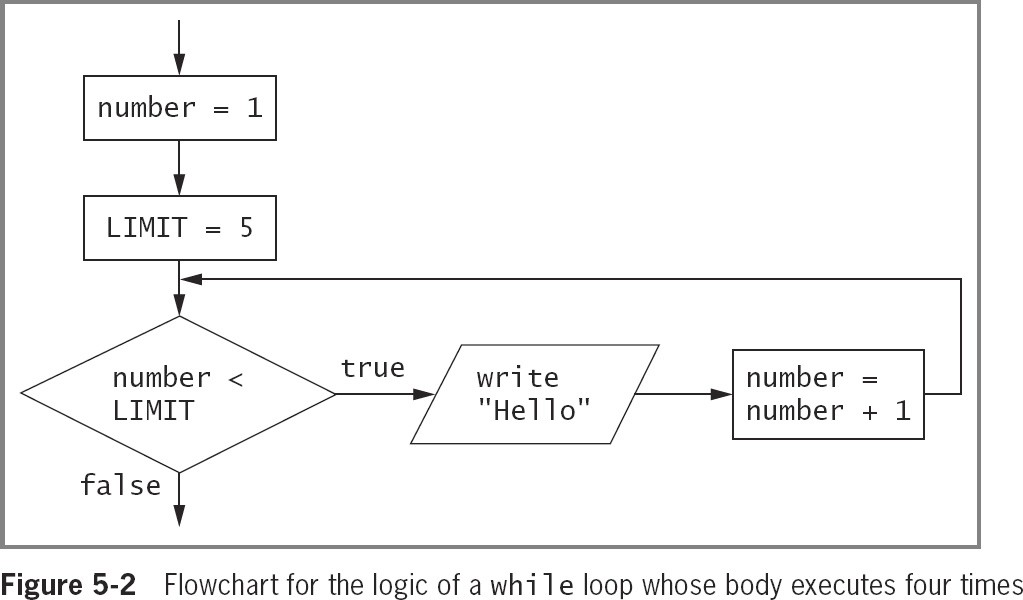 number = 1
LIMIT = 5
number <
LIMIT
true
write
"Hello"
number =
number + 1
false
Figure 5-2 Flowchart for the logic of a while loop whose body executes four times